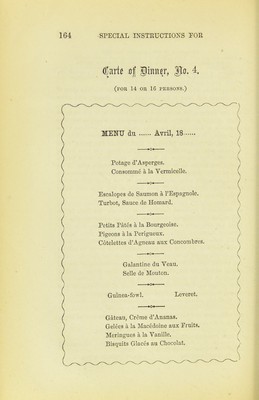 164 SPECIAL INSTRUCTIONS FOR
Carte of Dinner, No. 4.
(FOR 14 OR 16 PERSONS.)
MENU du ...... Avril, 18......
Potage d'Asperges.
Consommé à la Vermicelle.
Escalopes de Saumon à l'Espagnole.
Turbot, Sauce de Homard.
Petits Pâtés à la Bourgeoise.
Pigeons à la Perigueux.
Côtelettes d'Agneau aux Concombres.
Galantine du Veau.
Selle de Mouton.
Guinea-fowl. Leveret.
Gâteau, Crême d'Ananas.
Gelées à la Macédoine aux Fruits.
Meringues à la Vanille.
Bisquits Glacés au Chocolat.